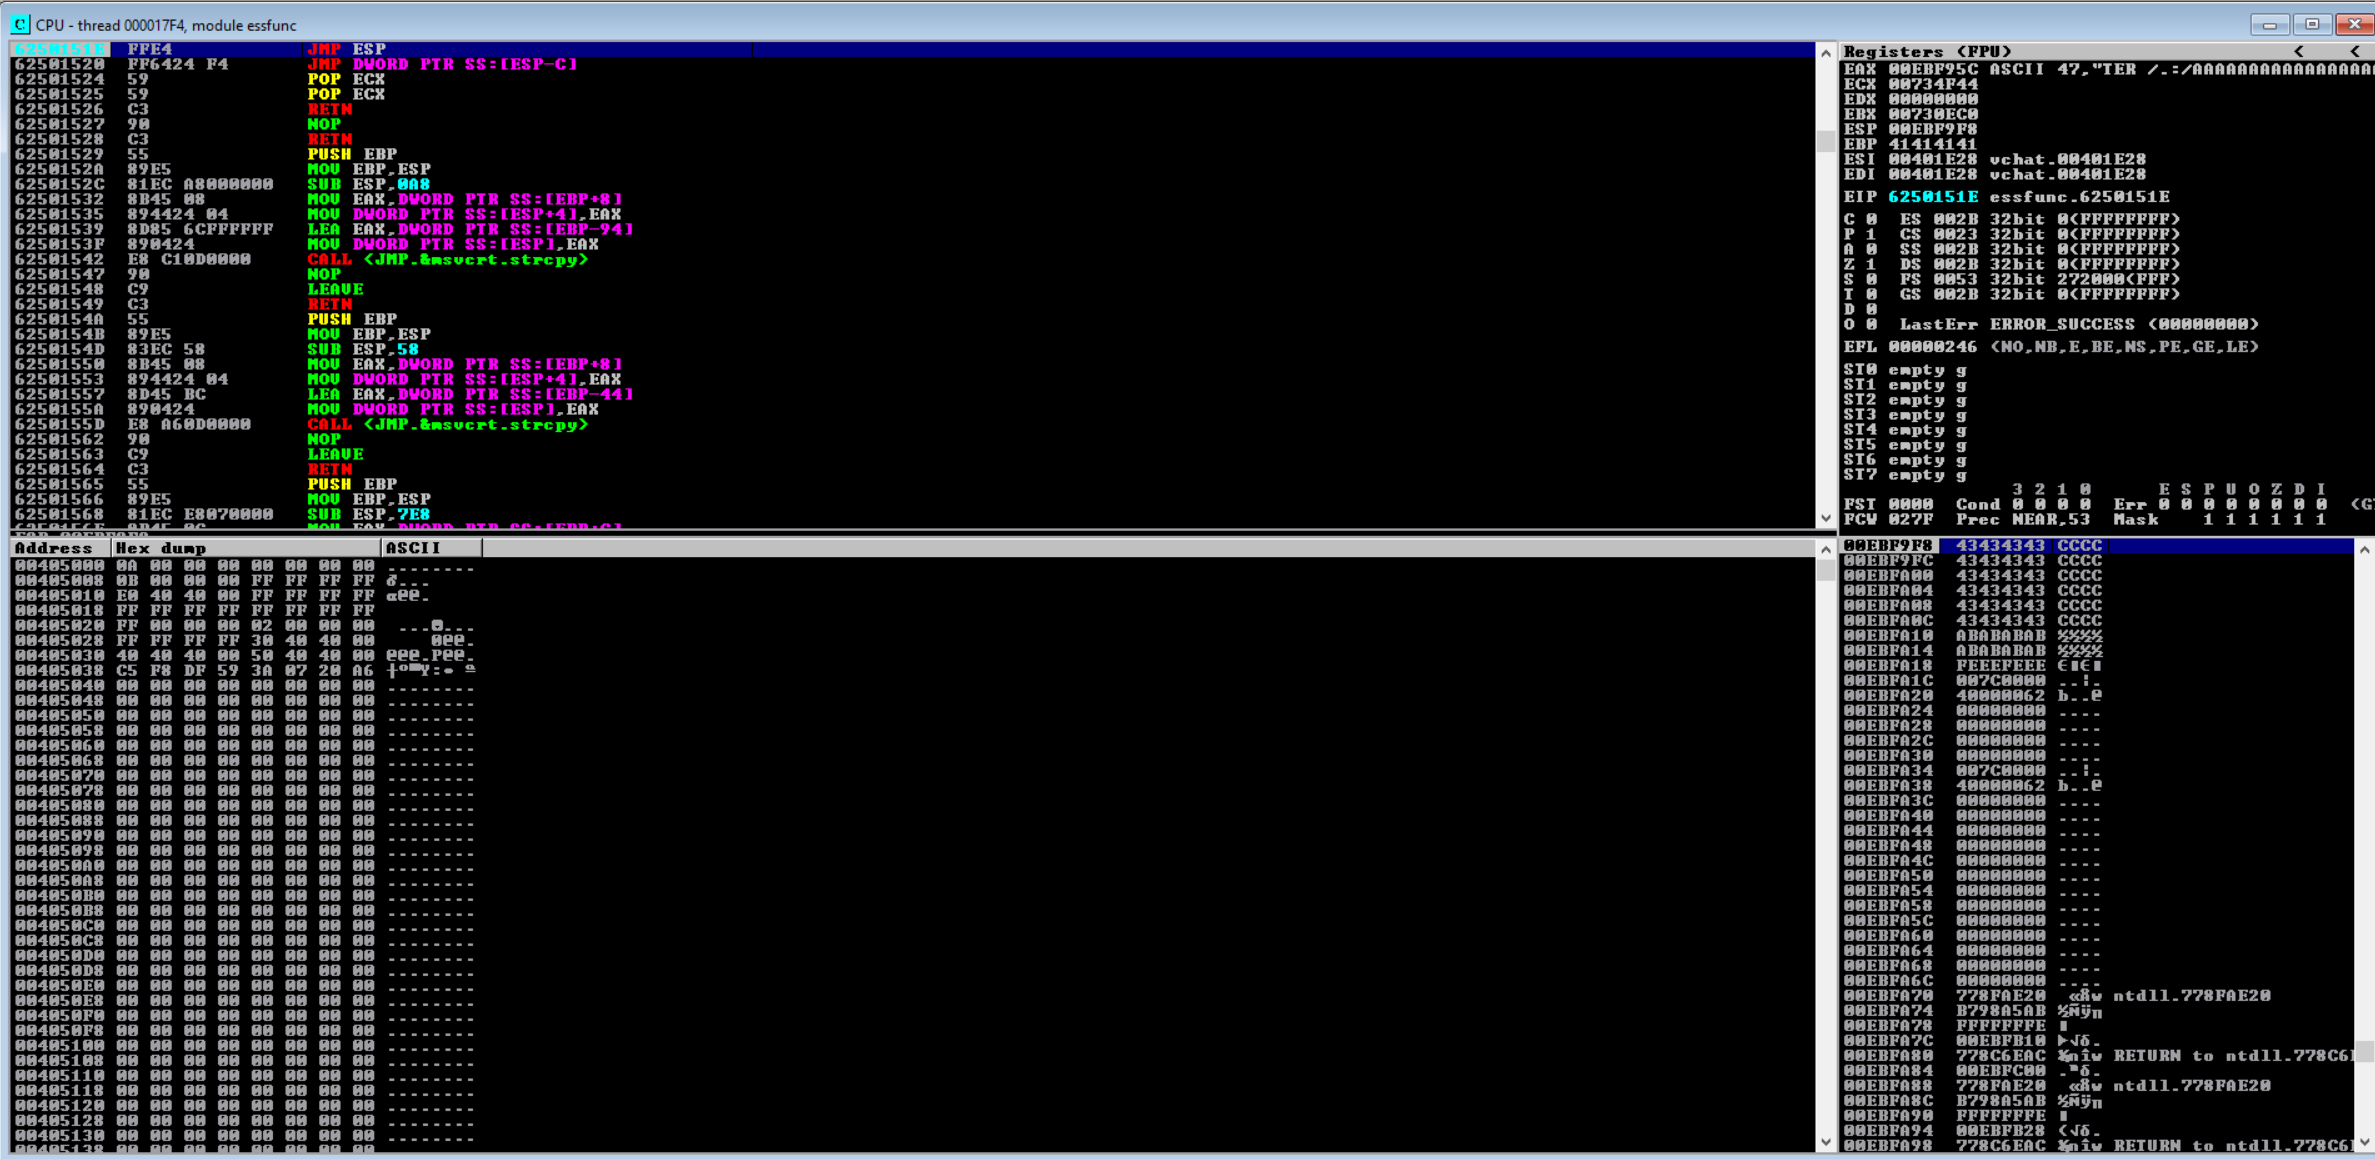 CPU - thread 000017F4, module essfunc
6250151E FFE4 JMP ESP
62501520 FF6424 F4 JMP DWORD PTR SS:[ESP-C]
62501524 59 POP ECX
62501525 59 POP ECX
62501526 C3 RETN
62501527 90 NOP
62501528 C3 RETN
62501529 55 PUSH EBP
6250152A 89E5 MOV EBP,ESP
6250152C 81EC A8000000 SUB ESP,0A8
62501532 8B45 08 MOV EAX,DWORD PTR SS:[EBP+8]
62501535 894424 04 MOV DWORD PTR SS:[ESP+4],EAX
62501539 8D85 6CFFFFFF LEA EAX,DWORD PTR SS:[EBP-94]
6250153F 890424 MOV DWORD PTR SS:[ESP],EAX
62501542 E8 C10D0000 CALL <JMP.&msvcrt.strcpy>
62501547 90 NOP
62501548 C9 LEAVE
62501549 C3 RETN
6250154A 55 PUSH EBP
6250154B 89E5 MOV EBP,ESP
6250154D 83EC 58 SUB ESP,58
62501550 8B45 08 MOV EAX,DWORD PTR SS:[EBP+8]
62501553 894424 04 MOV DWORD PTR SS:[ESP+4],EAX
62501557 8D45 BC LEA EAX,DWORD PTR SS:[EBP-44]
6250155A 890424 MOV DWORD PTR SS:[ESP],EAX
6250155D E8 A60D0000 CALL <JMP.&msvcrt.strcpy>
62501562 90 NOP
62501563 C9 LEAVE
62501564 C3 RETN
62501565 55 PUSH EBP
62501566 89E5 MOV EBP,ESP
62501568 81EC E8070000 SUB ESP,7E8
Registers (FPU) < <
EAX 00EBF95C ASCII 47,"TER /.:/AAAAAAAAAAAAAAAAA
ECX 00734F44
EDX 00000000
EBX 00730EC0
ESP 00EBF9F8
EBP 41414141
ESI 00401E28 vchat.00401E28
EDI 00401E28 vchat.00401E28
EIP 6250151E essfunc.6250151E
C 0 ES 002B 32bit 0(FFFFFFFF)
P 1 CS 0023 32bit 0(FFFFFFFF)
A 0 SS 002B 32bit 0(FFFFFFFF)
Z 1 DS 002B 32bit 0(FFFFFFFF)
S 0 FS 0053 32bit 272000(FFF)
T 0 GS 002B 32bit 0(FFFFFFFF)
D 0
O 0 LastErr ERROR_SUCCESS (00000000)
EFL 00000246 (NO,NB,E,BE,NS,PE,GE,LE)
ST0 empty g
ST1 empty g
ST2 empty g
ST3 empty g
ST4 empty g
ST5 empty g
ST6 empty g
ST7 empty g
3 2 1 0 E S P U O Z D I
FST 0000 Cond 0 0 0 0 Err 0 0 0 0 0 0 0 0 (G
FCW 027F Prec NEAR,53 Mask 1 1 1 1 1 1
Address Hex dump ASCII
00405000 0A 00 00 00 00 00 00 00 ........
00405008 0B 00 00 00 FF FF FF FF ♂...
00405010 E0 40 40 00 FF FF FF FF α@@.
00405018 FF FF FF FF FF FF FF FF
00405020 FF 00 00 00 02 00 00 00 ...☻...
00405028 FF FF FF FF 30 40 40 00 0@@.
00405030 40 40 40 00 50 40 40 00 @@@.P@@.
00405038 C5 F8 DF 59 3A 07 20 A6 ┼°▀Y:• ª
00405040 00 00 00 00 00 00 00 00 ........
00405048 00 00 00 00 00 00 00 00 ........
00405050 00 00 00 00 00 00 00 00 ........
00405058 00 00 00 00 00 00 00 00 ........
00405060 00 00 00 00 00 00 00 00 ........
00405068 00 00 00 00 00 00 00 00 ........
00405070 00 00 00 00 00 00 00 00 ........
00405078 00 00 00 00 00 00 00 00 ........
00405080 00 00 00 00 00 00 00 00 ........
00405088 00 00 00 00 00 00 00 00 ........
00405090 00 00 00 00 00 00 00 00 ........
00405098 00 00 00 00 00 00 00 00 ........
004050A0 00 00 00 00 00 00 00 00 ........
004050A8 00 00 00 00 00 00 00 00 ........
004050B0 00 00 00 00 00 00 00 00 ........
004050B8 00 00 00 00 00 00 00 00 ........
004050C0 00 00 00 00 00 00 00 00 ........
004050C8 00 00 00 00 00 00 00 00 ........
004050D0 00 00 00 00 00 00 00 00 ........
004050D8 00 00 00 00 00 00 00 00 ........
004050E0 00 00 00 00 00 00 00 00 ........
004050E8 00 00 00 00 00 00 00 00 ........
004050F0 00 00 00 00 00 00 00 00 ........
004050F8 00 00 00 00 00 00 00 00 ........
00405100 00 00 00 00 00 00 00 00 ........
00405108 00 00 00 00 00 00 00 00 ........
00405110 00 00 00 00 00 00 00 00 ........
00405118 00 00 00 00 00 00 00 00 ........
00405120 00 00 00 00 00 00 00 00 ........
00405128 00 00 00 00 00 00 00 00 ........
00405130 00 00 00 00 00 00 00 00 ........
00405138 00 00 00 00 00 00 00 00 ........
00EBF9F8 43434343 CCCC
00EBF9FC 43434343 CCCC
00EBFA00 43434343 CCCC
00EBFA04 43434343 CCCC
00EBFA08 43434343 CCCC
00EBFA0C 43434343 CCCC
00EBFA10 ABABABAB ½½½½
00EBFA14 ABABABAB ½½½½
00EBFA18 FEEEFEEE
00EBFA1C 007C0000 ..¦.
00EBFA20 40000062 b..@
00EBFA24 00000000 ....
00EBFA28 00000000 ....
00EBFA2C 00000000 ....
00EBFA30 00000000 ....
00EBFA34 007C0000 ..¦.
00EBFA38 40000062 b..@
00EBFA3C 00000000 ....
00EBFA40 00000000 ....
00EBFA44 00000000 ....
00EBFA48 00000000 ....
00EBFA4C 00000000 ....
00EBFA50 00000000 ....
00EBFA54 00000000 ....
00EBFA58 00000000 ....
00EBFA5C 00000000 ....
00EBFA60 00000000 ....
00EBFA64 00000000 ....
00EBFA68 00000000 ....
00EBFA6C 00000000 ....
00EBFA70 778FAE20 «Åw ntdll.778FAE20
00EBFA74 B798A5AB ½Ñÿ╖
00EBFA78 FFFFFFFE
00EBFA7C 00EBFB10 ►√δ.
00EBFA80 778C6EAC ¼nîw RETURN to ntdll.778C6
00EBFA84 00EBFC00 .ⁿδ.
00EBFA88 778FAE20 «Åw ntdll.778FAE20
00EBFA8C B798A5AB ½Ñÿ╖
00EBFA90 FFFFFFFE
00EBFA94 00EBFB28 (√δ.
00EBFA98 778C6EAC ¼nîw RETURN to ntdll.778C6